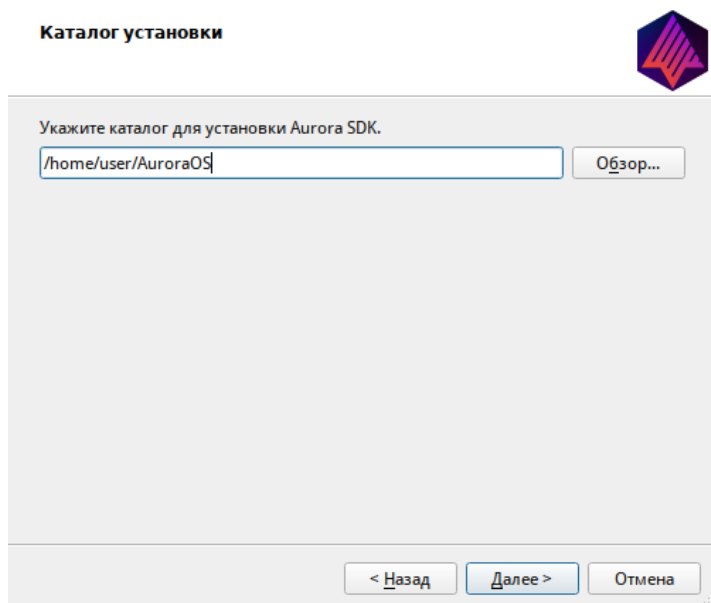 Каталог установки
Укажите каталог для установки Aurora SDK.
/home/user/AuroraOS
Обзор...
< Назад
Далее >
Отмена